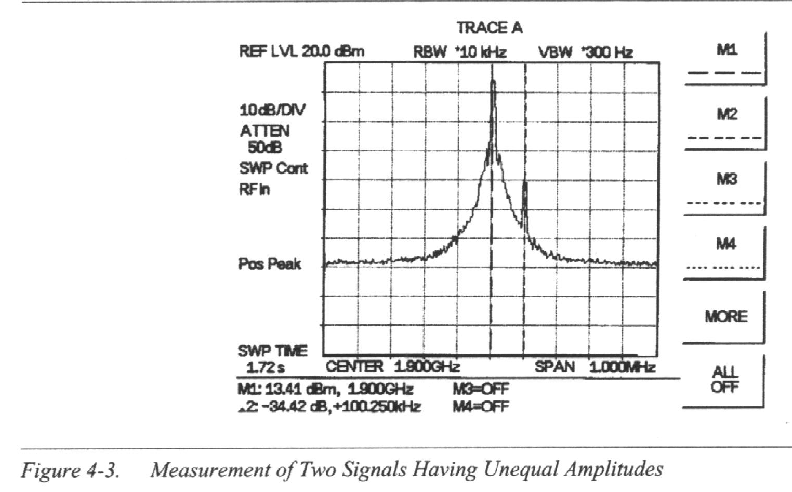 TRACE A
REF LVL 20.0 dBm RBW *10 kHz VBW *300 Hz
10dB/DIV
ATTEN
50dB
SWP Cont
RF In
Pos Peak
SWP TIME
1.72 s CENTER 1.900GHz SPAN 1.000MHz
M1: 13.41 dBm, 1.900GHz M3=OFF
△2: -34.42 dB,+100.250kHz M4=OFF
M1
M2
M3
M4
MORE
ALL
OFF
Figure 4-3. Measurement of Two Signals Having Unequal Amplitudes